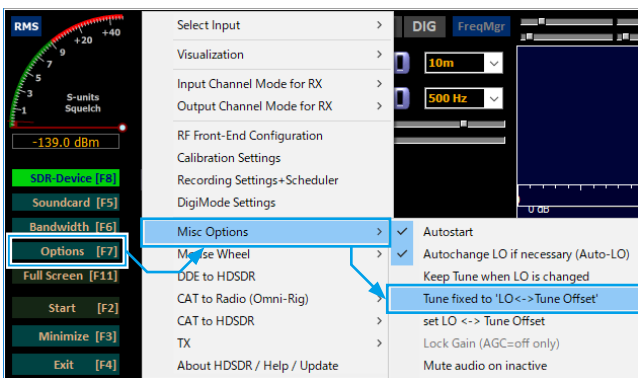 RMS
+20
+40
9
7
5
3
1
S-units
Squelch
-139.0 dBm
SDR-Device [F8]
Soundcard [F5]
Bandwidth [F6]
Options [F7]
Full Screen [F11]
Start [F2]
Minimize [F3]
Exit [F4]
Select Input
Visualization
Input Channel Mode for RX
Output Channel Mode for RX
RF Front-End Configuration
Calibration Settings
Recording Settings+Scheduler
DigiMode Settings
Misc Options
Mouse Wheel
DDE to HDSDR
CAT to Radio (Omni-Rig)
CAT to HDSDR
TX
About HDSDR / Help / Update
DIG FreqMgr
10m
500 Hz
0 dB
Autostart
Autochange LO if necessary (Auto-LO)
Keep Tune when LO is changed
Tune fixed to 'LO<->Tune Offset'
set LO <-> Tune Offset
Lock Gain (AGC=off only)
Mute audio on inactive